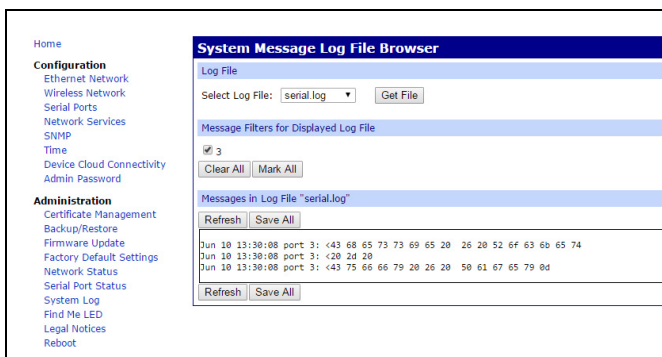 Home
Configuration
Ethernet Network
Wireless Network
Serial Ports
Network Services
SNMP
Time
Device Cloud Connectivity
Admin Password
Administration
Certificate Management
Backup/Restore
Firmware Update
Factory Default Settings
Network Status
Serial Port Status
System Log
Find Me LED
Legal Notices
Reboot
System Message Log File Browser
Log File
Select Log File: serial.log Get File
Message Filters for Displayed Log File
3
Clear All Mark All
Messages in Log File "serial.log"
Refresh Save All
Jun 10 13:30:08 port 3: <43 68 65 73 73 69 65 20 26 20 52 6f 63 6b 65 74
Jun 10 13:30:08 port 3: <20 2d 20
Jun 10 13:30:08 port 3: <43 75 66 66 79 20 26 20 50 61 67 65 79 0d
Refresh Save All